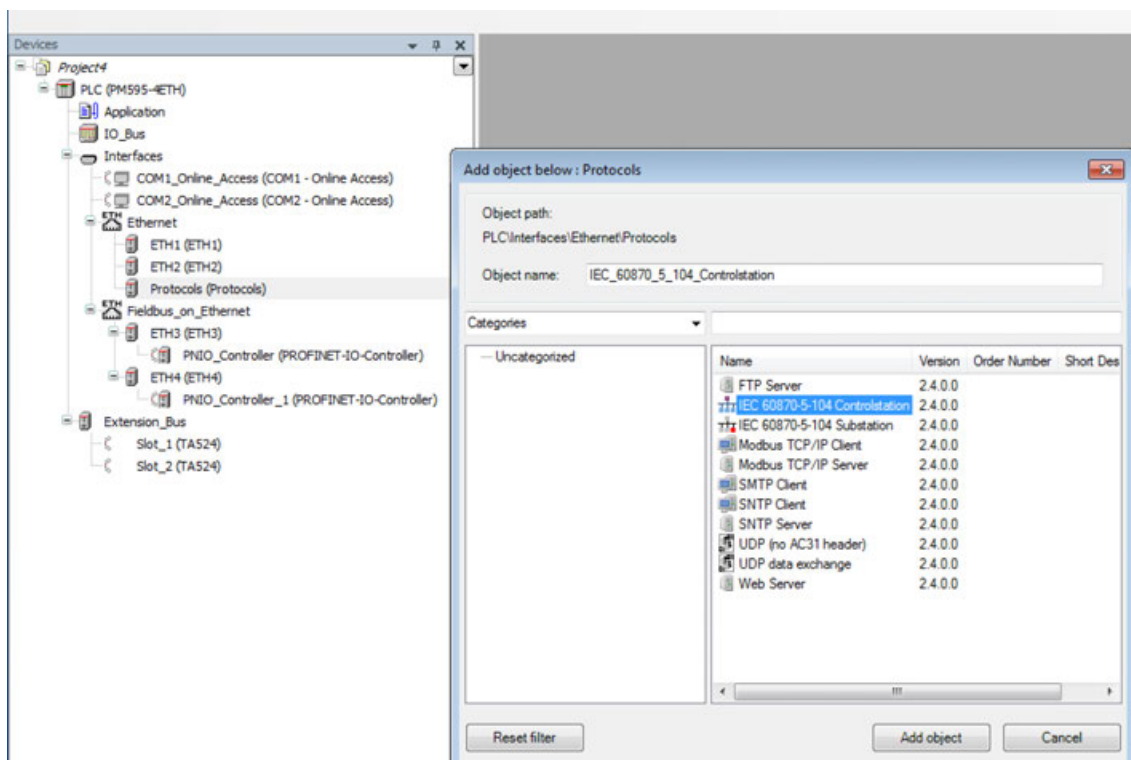 Devices
Project4
PLC (PM595-4ETH)
Application
IO_Bus
Interfaces
COM1_Online_Access (COM1 - Online Access)
COM2_Online_Access (COM2 - Online Access)
ETH Ethernet
ETH1 (ETH1)
ETH2 (ETH2)
Protocols (Protocols)
ETH Fieldbus_on_Ethernet
ETH3 (ETH3)
PNIO_Controller (PROFINET-IO-Controller)
ETH4 (ETH4)
PNIO_Controller_1 (PROFINET-IO-Controller)
Extension_Bus
Slot_1 (TA524)
Slot_2 (TA524)
Add object below : Protocols
Object path:
PLC\Interfaces\Ethernet\Protocols
Object name: IEC_60870_5_104_Controlstation
Categories
Uncategorized
Name Version Order Number Short Des
FTP Server 2.4.0.0
IEC 60870-5-104 Controlstation 2.4.0.0
IEC 60870-5-104 Substation 2.4.0.0
Modbus TCP/IP Client 2.4.0.0
Modbus TCP/IP Server 2.4.0.0
SMTP Client 2.4.0.0
SNTP Client 2.4.0.0
SNTP Server 2.4.0.0
UDP (no AC31 header) 2.4.0.0
UDP data exchange 2.4.0.0
Web Server 2.4.0.0
Reset filter Add object Cancel